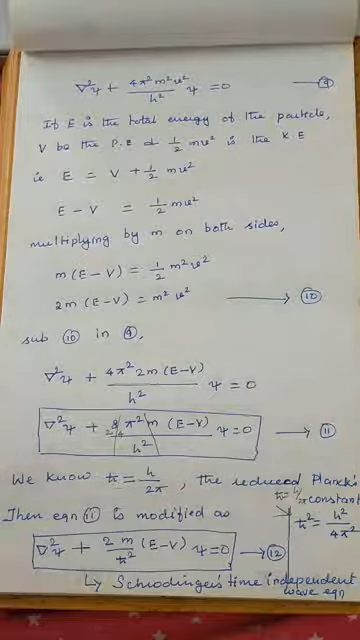 ∇²ψ + 4π²m²v²/h² ψ = 0 → ⑨
If E is the total energy of the particle,
V be the P.E & 1/2 mv² is the K.E
ie E = V + 1/2 mv²
E - V = 1/2 mv²
multiplying by m on both sides,
m(E-V) = 1/2 m²v²
2m(E-V) = m²v² → ⑩
sub ⑩ in ⑨,
∇²ψ + 4π²2m(E-V)/h² ψ = 0
∇²ψ + 8π²m(E-V)/h² ψ = 0 → ⑪
We know ħ = h/2π, the reduced Planck's
ħ = h/2π constant
Then eqn ⑪ is modified as
ħ² = h²/4π²
∇²ψ + 2m/ħ² (E-V) ψ = 0 → ⑫
↳ Schrodinger's time independent
wave eqn